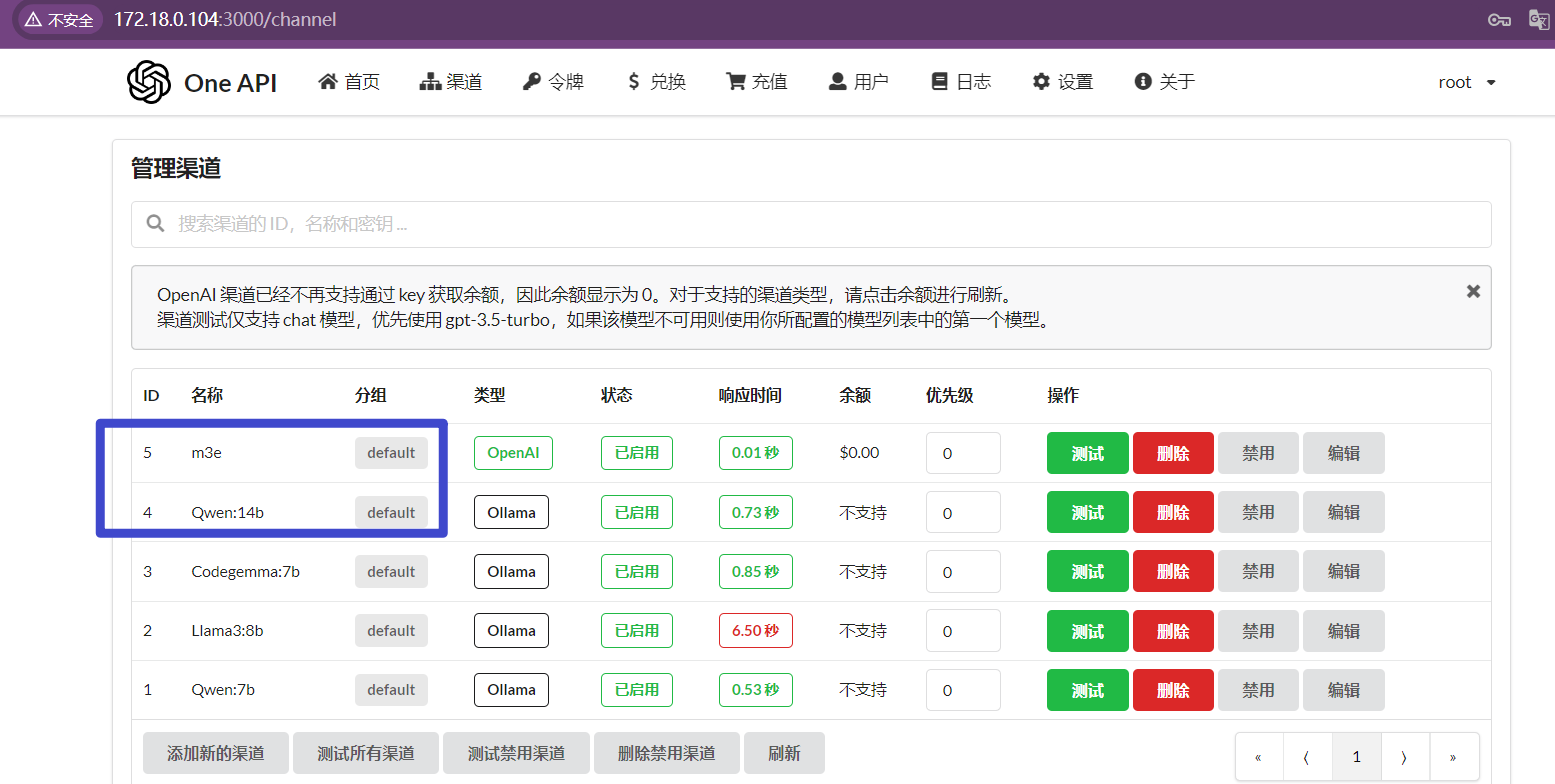 不安全 172.18.0.104:3000/channel
One API 首页 渠道 令牌 兑换 充值 用户 日志 设置 关于 root
管理渠道
搜索渠道的 ID，名称和密钥 ...
OpenAI 渠道已经不再支持通过 key 获取余额，因此余额显示为 0。对于支持的渠道类型，请点击余额进行刷新。
渠道测试仅支持 chat 模型，优先使用 gpt-3.5-turbo，如果该模型不可用则使用你所配置的模型列表中的第一个模型。
ID 名称 分组 类型 状态 响应时间 余额 优先级 操作
5 m3e default OpenAI 已启用 0.01 秒 $0.00 0 测试 删除 禁用 编辑
4 Qwen:14b default Ollama 已启用 0.73 秒 不支持 0 测试 删除 禁用 编辑
3 Codegemma:7b default Ollama 已启用 0.85 秒 不支持 0 测试 删除 禁用 编辑
2 Llama3:8b default Ollama 已启用 6.50 秒 不支持 0 测试 删除 禁用 编辑
1 Qwen:7b default Ollama 已启用 0.53 秒 不支持 0 测试 删除 禁用 编辑
添加新的渠道 测试所有渠道 测试禁用渠道 删除禁用渠道 刷新 « ⟨ 1 ⟩ »